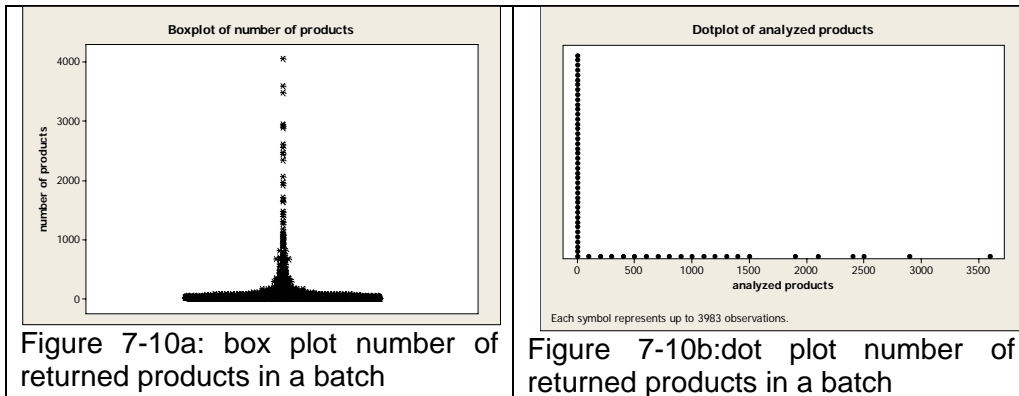 Boxplot of number of products
number of products
4000
3000
2000
1000
0
Figure 7-10a: box plot number of
returned products in a batch
Dotplot of analyzed products
0 500 1000 1500 2000 2500 3000 3500
analyzed products
Each symbol represents up to 3983 observations.
Figure 7-10b:dot plot number of
returned products in a batch